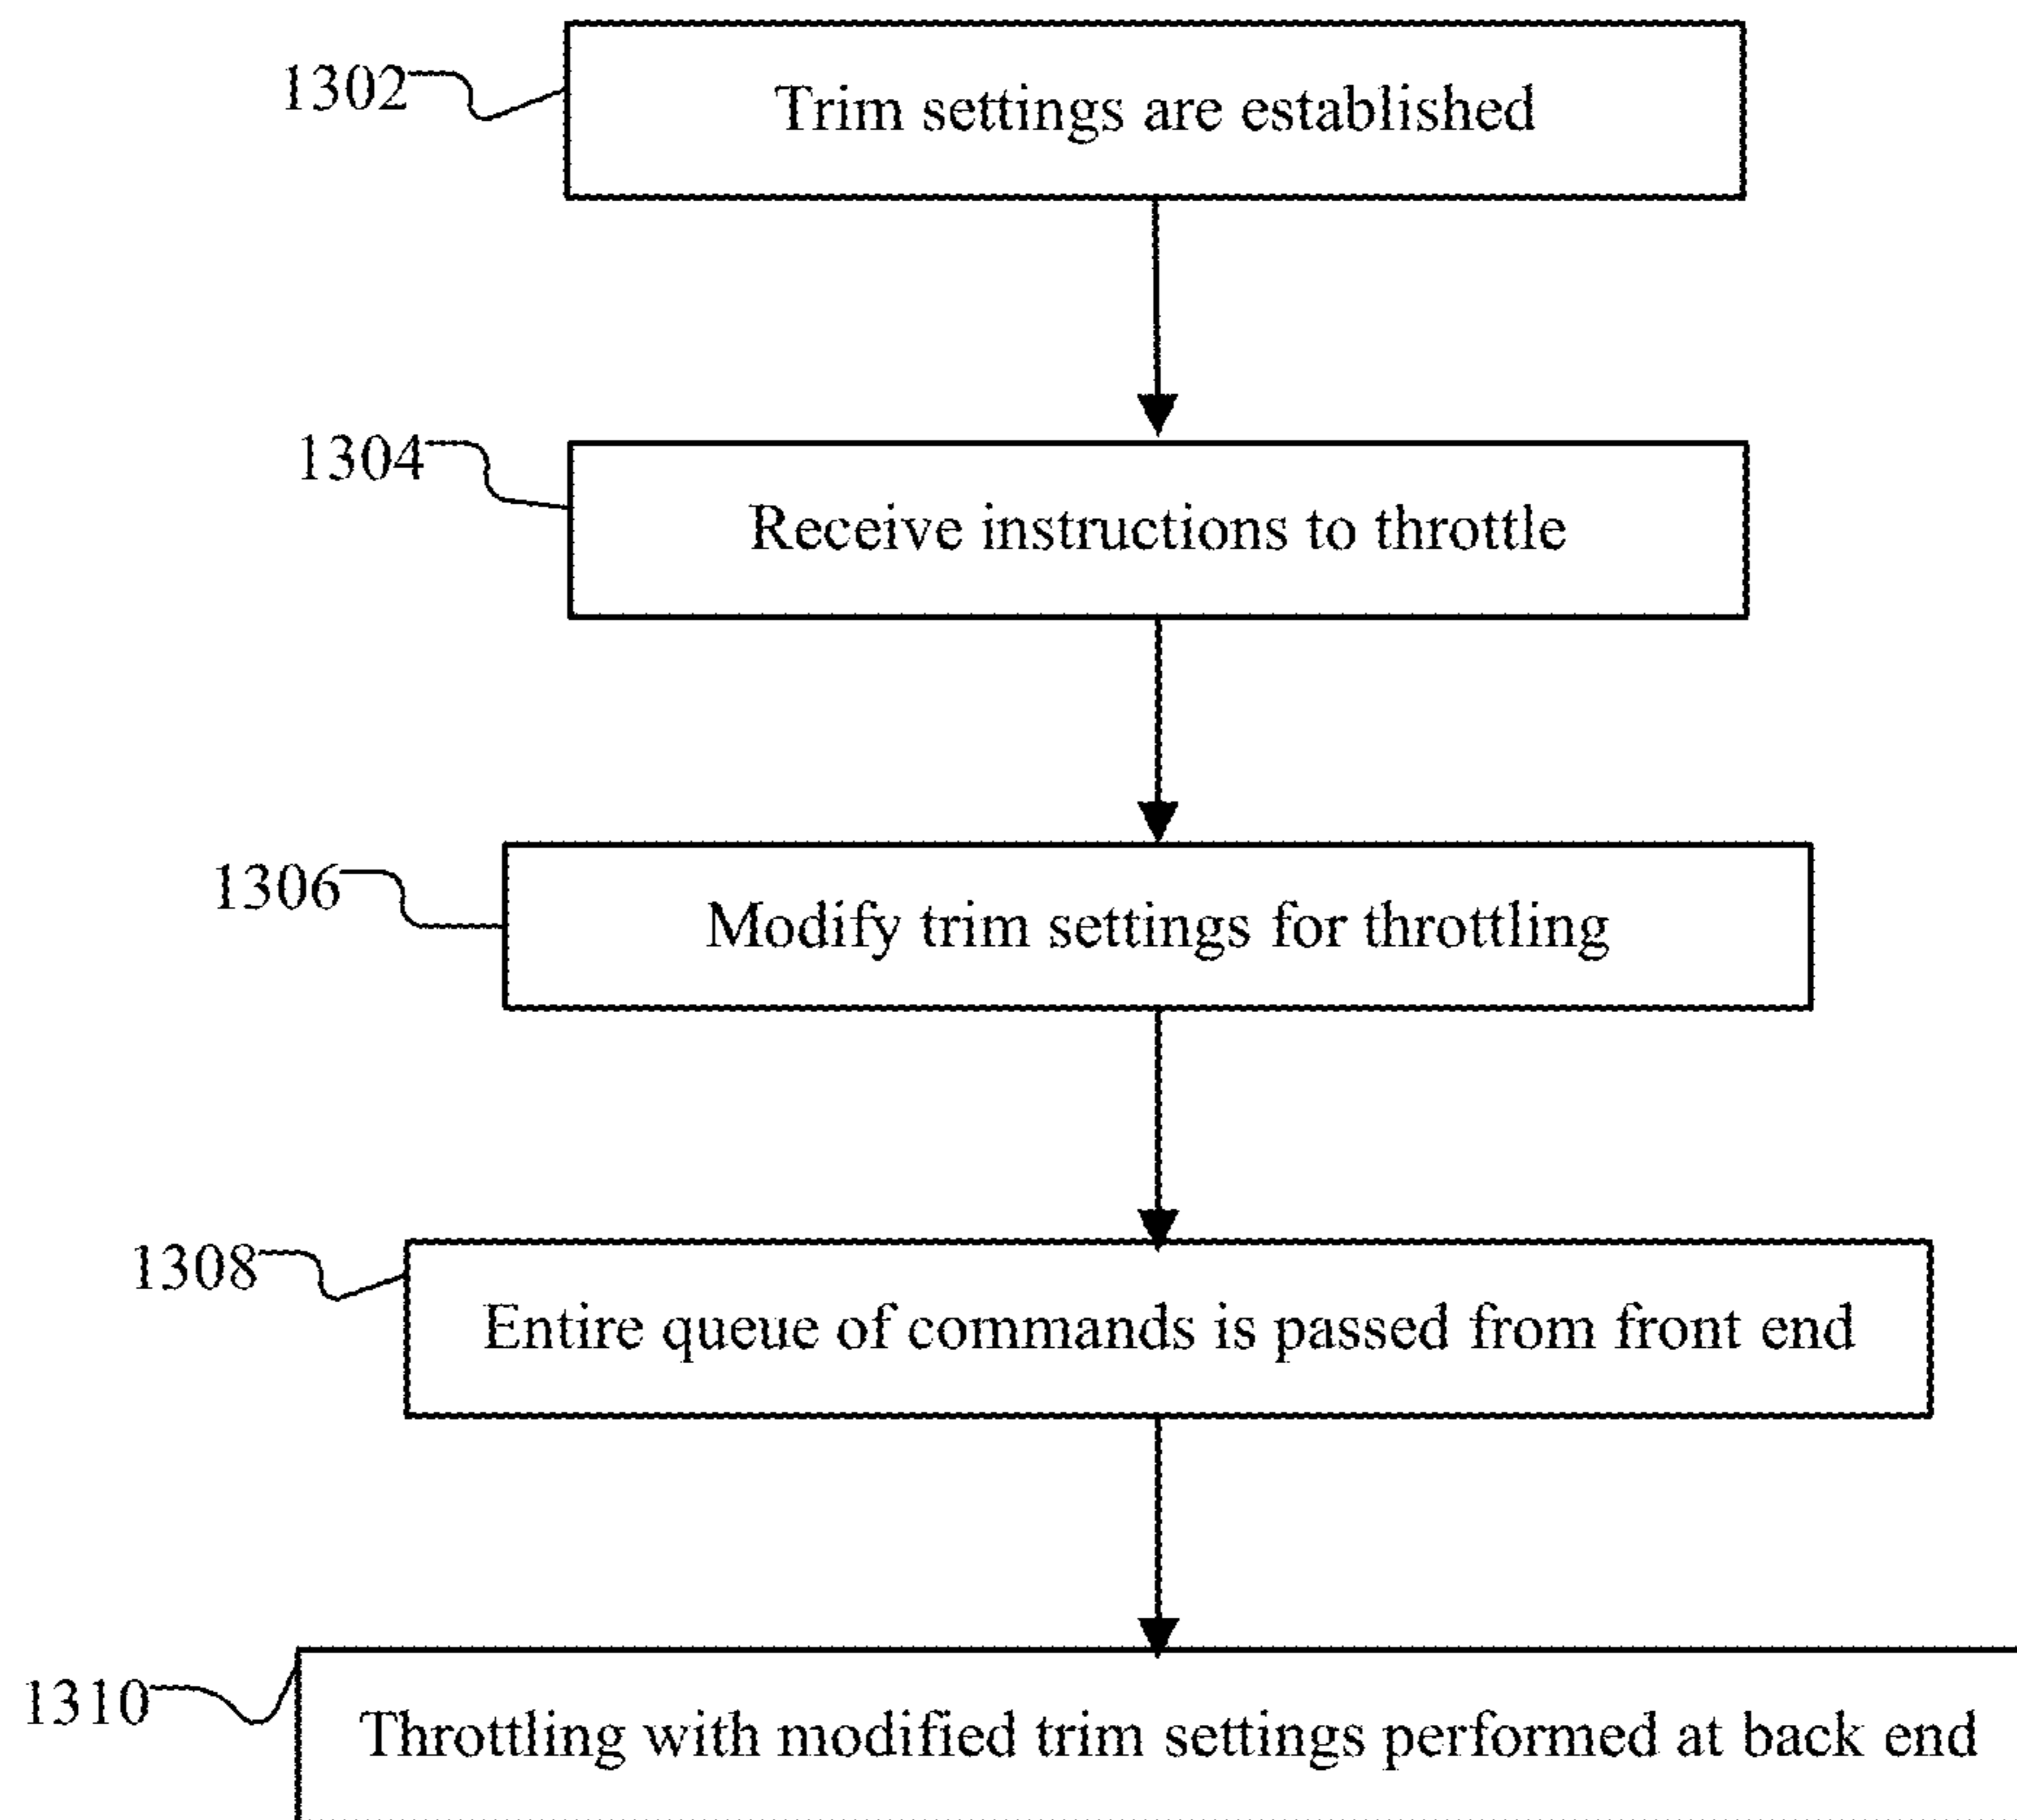 1302
Trim settings are established
1304
Receive instructions to throttle
1306
Modify trim settings for throttling
1308
Entire queue of commands is passed from front end
1310
Throttling with modified trim settings performed at back end